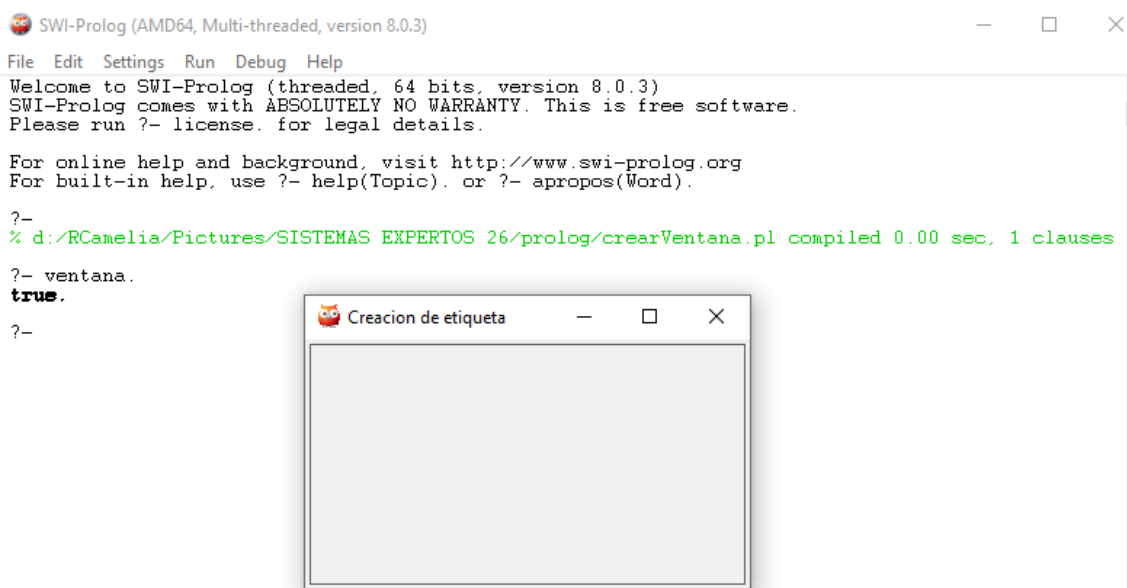 SWI-Prolog (AMD64, Multi-threaded, version 8.0.3)
File Edit Settings Run Debug Help
Welcome to SWI-Prolog (threaded, 64 bits, version 8.0.3)
SWI-Prolog comes with ABSOLUTELY NO WARRANTY. This is free software.
Please run ?- license. for legal details.
For online help and background, visit http://www.swi-prolog.org
For built-in help, use ?- help(Topic). or ?- apropos(Word).
?-
% d:/RCamelia/Pictures/SISTEMAS EXPERTOS 26/prolog/crearVentana.pl compiled 0.00 sec, 1 clauses
?- ventana.
true.
?-
Creacion de etiqueta